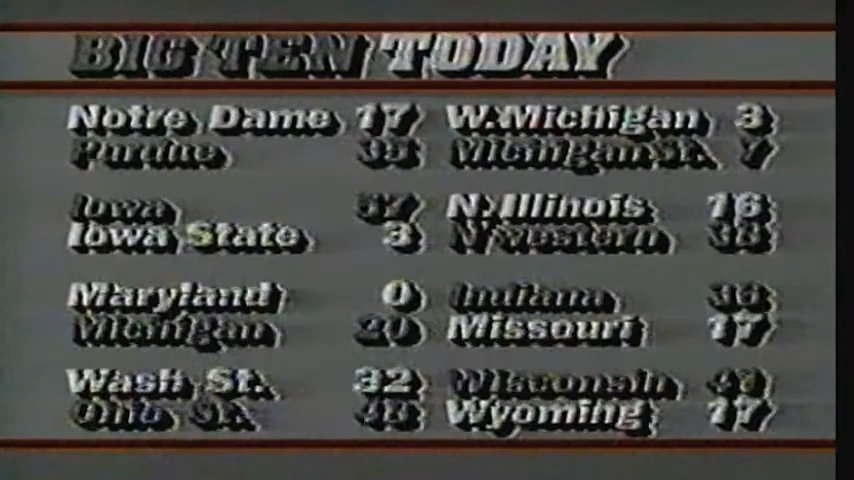 BIG TEN TODAY
Notre Dame 17 W.Michigan 3
Purdue 35 Michigan St. 7
Iowa 57 N.Illinois 16
Iowa State 3 N'western 38
Maryland 0 Indiana 36
Michigan 20 Missouri 17
Wash St. 32 Wisconsin 41
Ohio St. 48 Wyoming 17